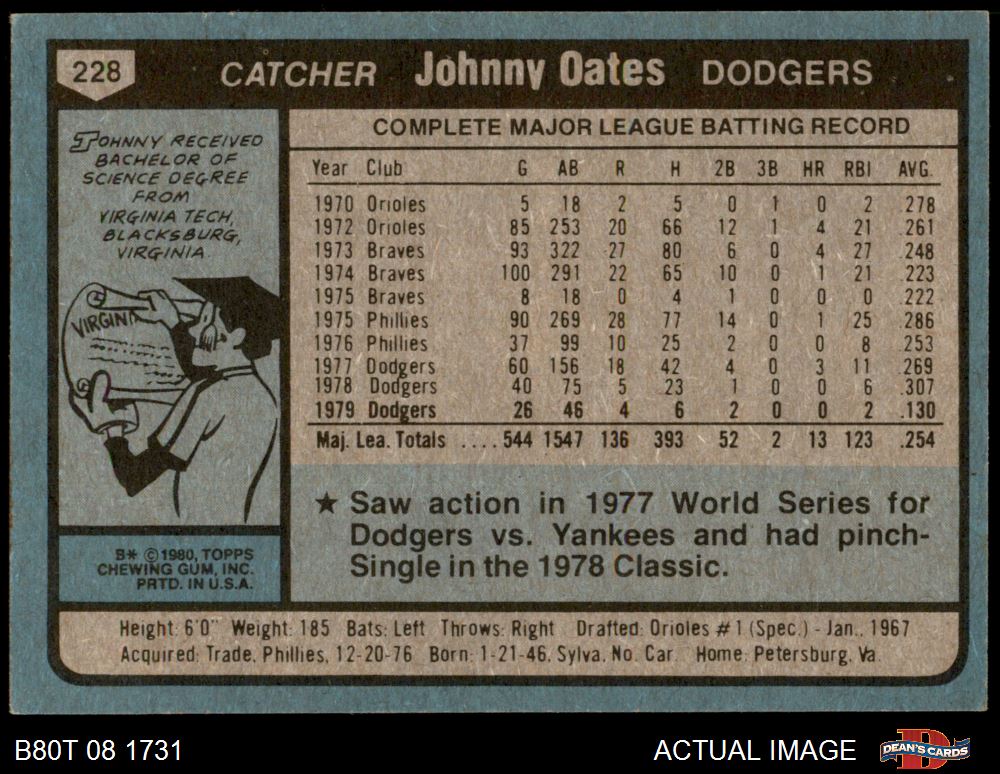 228 CATCHER Johnny Oates DODGERS
JOHNNY RECEIVED
BACHELOR OF
SCIENCE DEGREE
FROM
VIRGINIA TECH,
BLACKSBURG,
VIRGINIA.
VIRGINIA
B* © 1980, TOPPS
CHEWING GUM, INC.
PRTD. IN U.S.A.
COMPLETE MAJOR LEAGUE BATTING RECORD
Year Club G AB R H 2B 3B HR RBI AVG.
1970 Orioles 5 18 2 5 0 1 0 2 .278
1972 Orioles 85 253 20 66 12 1 4 21 .261
1973 Braves 93 322 27 80 6 0 4 27 .248
1974 Braves 100 291 22 65 10 0 1 21 .223
1975 Braves 8 18 0 4 1 0 0 0 .222
1975 Phillies 90 269 28 77 14 0 1 25 .286
1976 Phillies 37 99 10 25 2 0 0 8 .253
1977 Dodgers 60 156 18 42 4 0 3 11 .269
1978 Dodgers 40 75 5 23 1 0 0 6 .307
1979 Dodgers 26 46 4 6 2 0 0 2 .130
Maj. Lea. Totals .... 544 1547 136 393 52 2 13 123 .254
★ Saw action in 1977 World Series for
Dodgers vs. Yankees and had pinch-
Single in the 1978 Classic.
Height: 6'0" Weight: 185 Bats: Left Throws: Right Drafted: Orioles #1 (Spec.) - Jan., 1967
Acquired: Trade, Phillies, 12-20-76 Born: 1-21-46, Sylva, No. Car. Home: Petersburg, Va.
B80T 08 1731 ACTUAL IMAGE DEAN'S CARDS